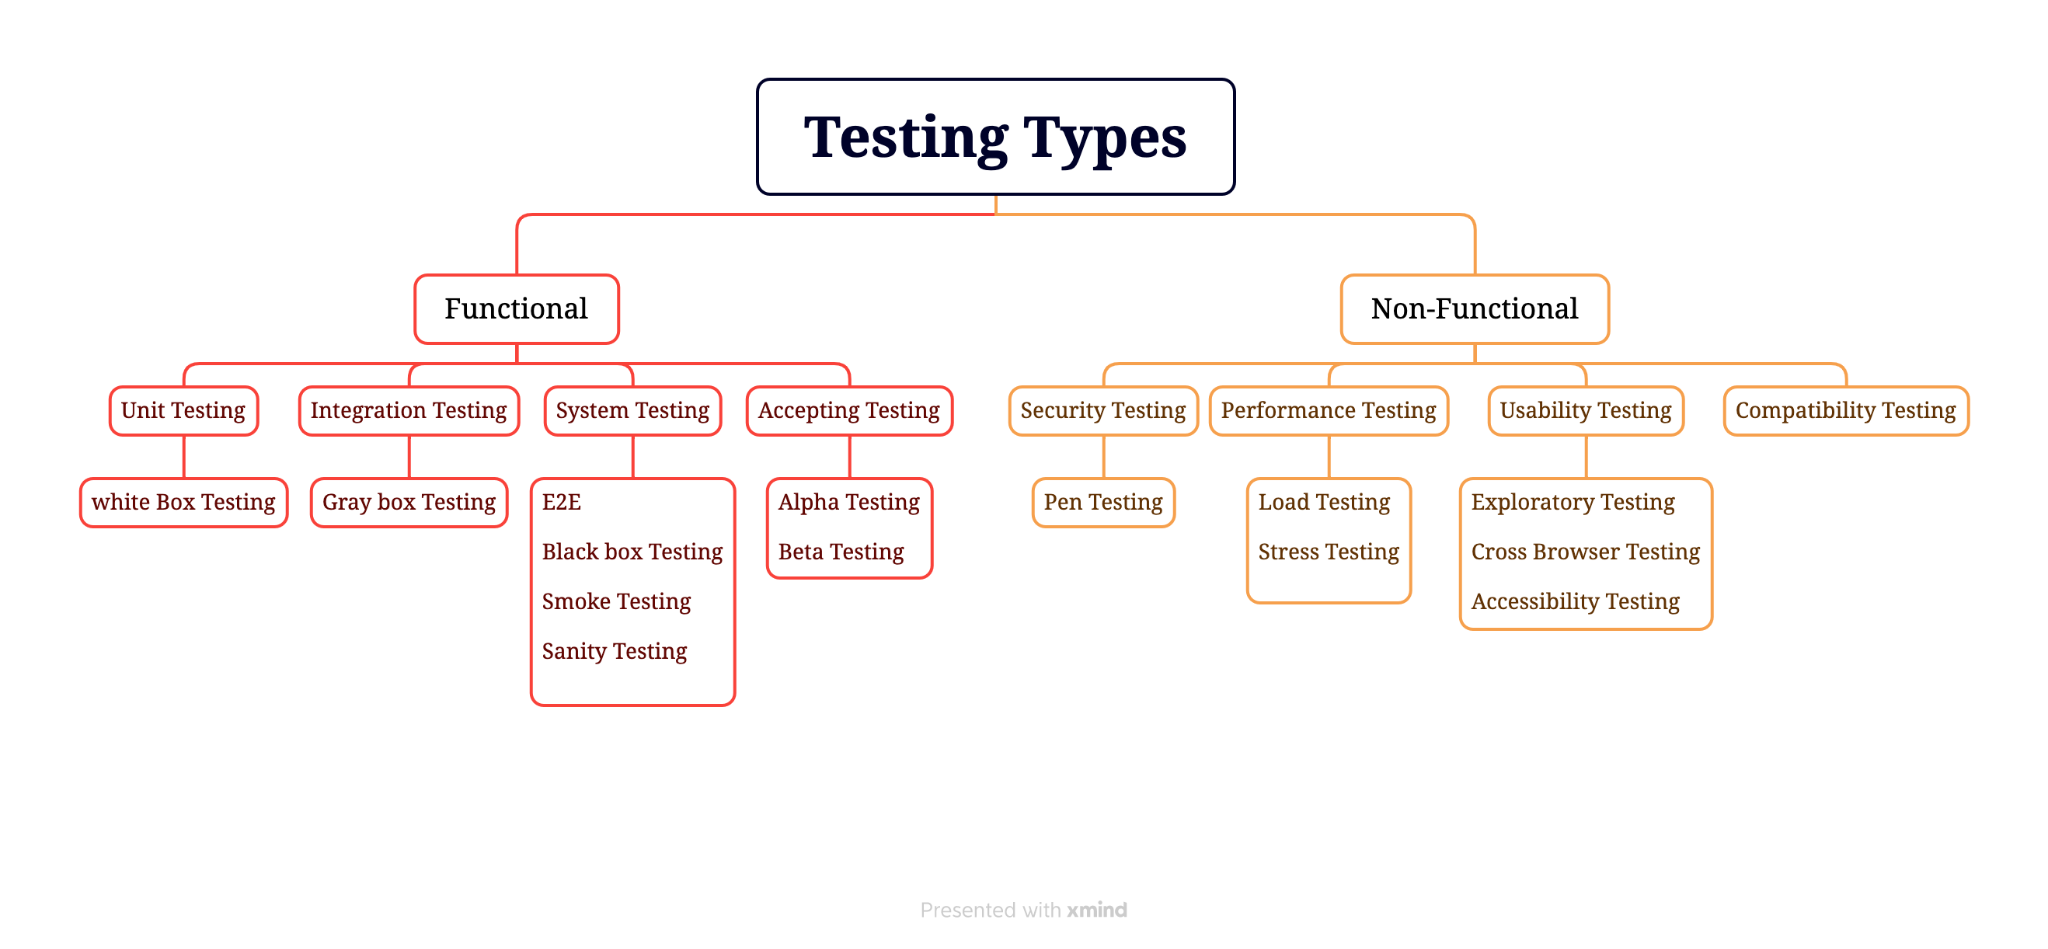 Testing Types
Functional
Non-Functional
Unit Testing
Integration Testing
System Testing
Accepting Testing
Security Testing
Performance Testing
Usability Testing
Compatibility Testing
white Box Testing
Gray box Testing
E2E
Black box Testing
Smoke Testing
Sanity Testing
Alpha Testing
Beta Testing
Pen Testing
Load Testing
Stress Testing
Exploratory Testing
Cross Browser Testing
Accessibility Testing
Presented with xmind